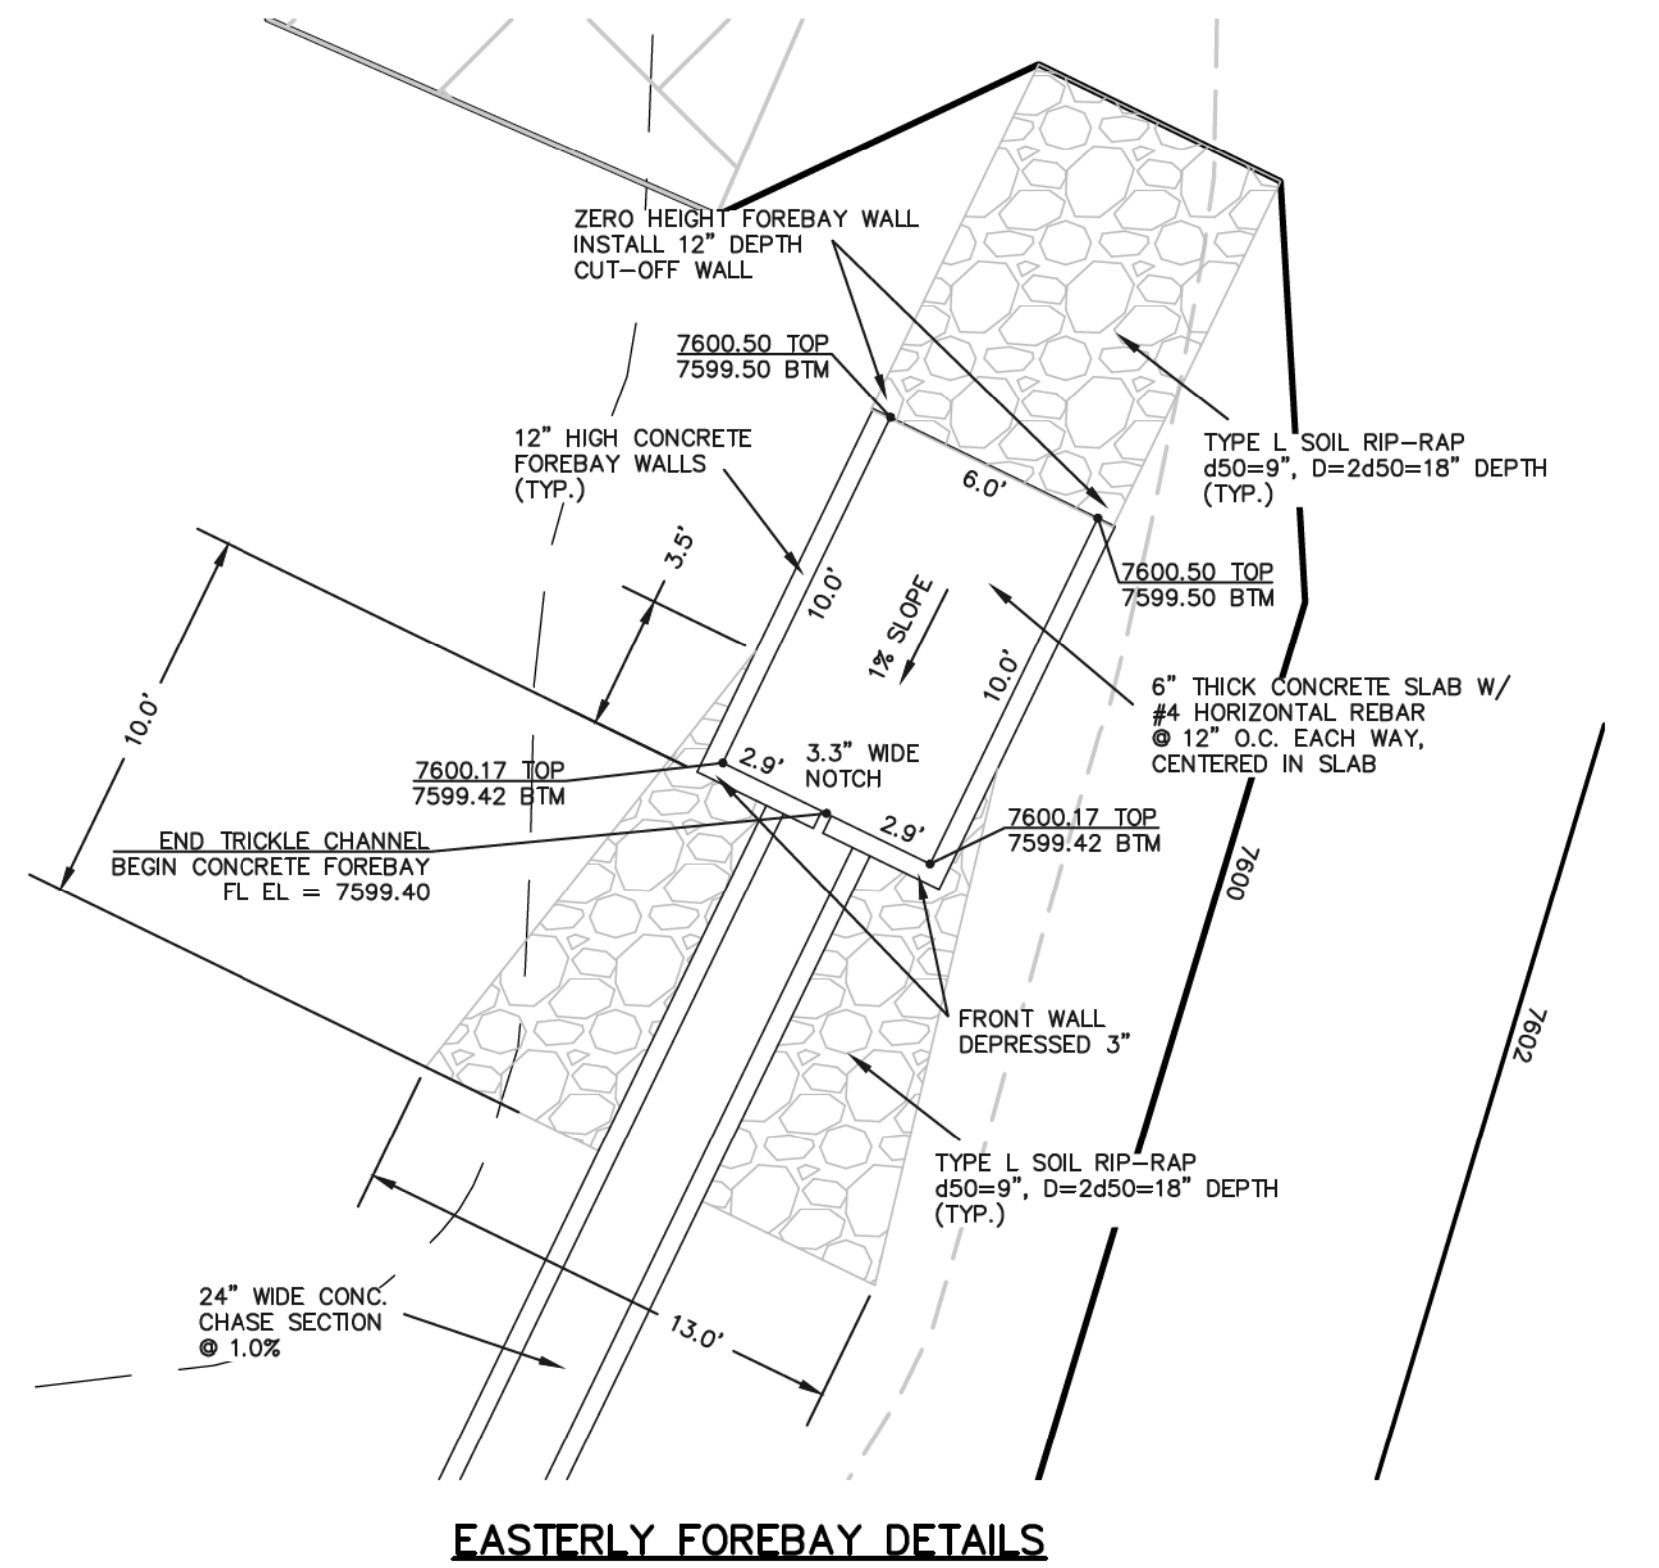 ZERO HEIGHT FOREBAY WALL
INSTALL 12” DEPTH
CUT–OFF WALL
7600.50 TOP
7599.50 BTM
12” HIGH CONCRETE
FOREBAY WALLS
(TYP.)
TYPE L SOIL RIP–RAP
d50=9”, D=2d50=18” DEPTH
(TYP.)
6.0’
3.5’
10.0’
1% SLOPE
10.0’
7600.50 TOP
7599.50 BTM
6” THICK CONCRETE SLAB W/
#4 HORIZONTAL REBAR
@ 12” O.C. EACH WAY,
CENTERED IN SLAB
10.0’
7600.17 TOP
7599.42 BTM
2.9’
3.3” WIDE
NOTCH
2.9’
7600.17 TOP
7599.42 BTM
END TRICKLE CHANNEL
BEGIN CONCRETE FOREBAY
FL EL = 7599.40
7600
7602
FRONT WALL
DEPRESSED 3”
TYPE L SOIL RIP–RAP
d50=9”, D=2d50=18” DEPTH
(TYP.)
24” WIDE CONC.
CHASE SECTION
@ 1.0%
13.0’
EASTERLY FOREBAY DETAILS